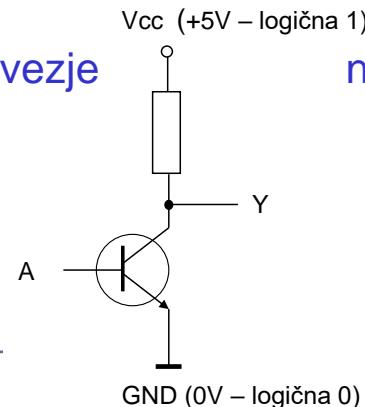 Vcc (+5V – logična 1)
vezje
Y
A
GND (0V – logična 0)